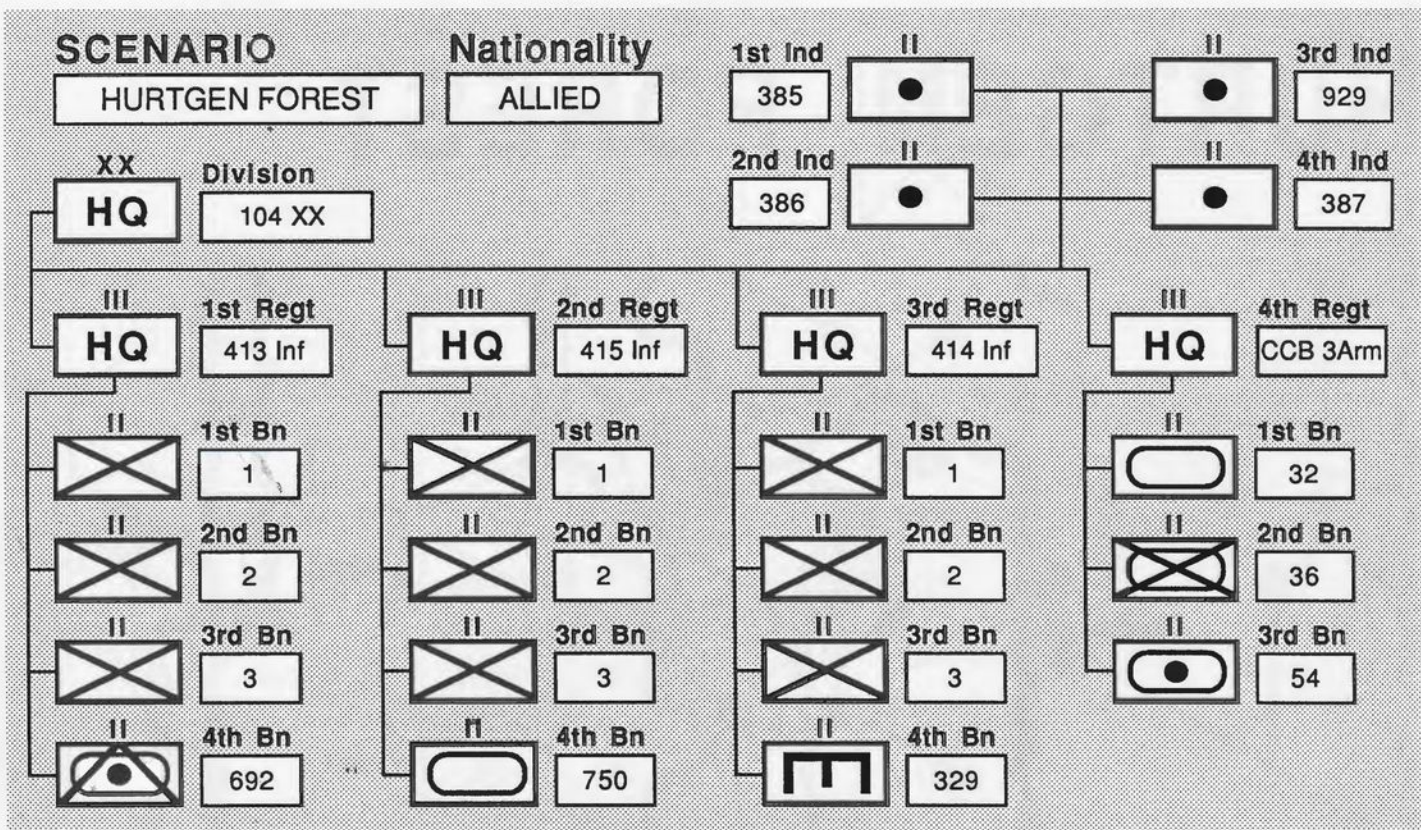 SCENARIO Nationality
HURTGEN FOREST ALLIED
1st Ind II II 3rd Ind
385 929
2nd Ind II II 4th Ind
386 387
XX Division
HQ 104 XX
III 1st Regt III 2nd Regt III 3rd Regt III 4th Regt
HQ 413 Inf HQ 415 Inf HQ 414 Inf HQ CCB 3Arm
II 1st Bn II 1st Bn II 1st Bn II 1st Bn
1 1 1 32
II 2nd Bn II 2nd Bn II 2nd Bn II 2nd Bn
2 2 2 36
II 3rd Bn II 3rd Bn II 3rd Bn II 3rd Bn
3 3 3 54
II 4th Bn II 4th Bn II 4th Bn
692 750 E 329